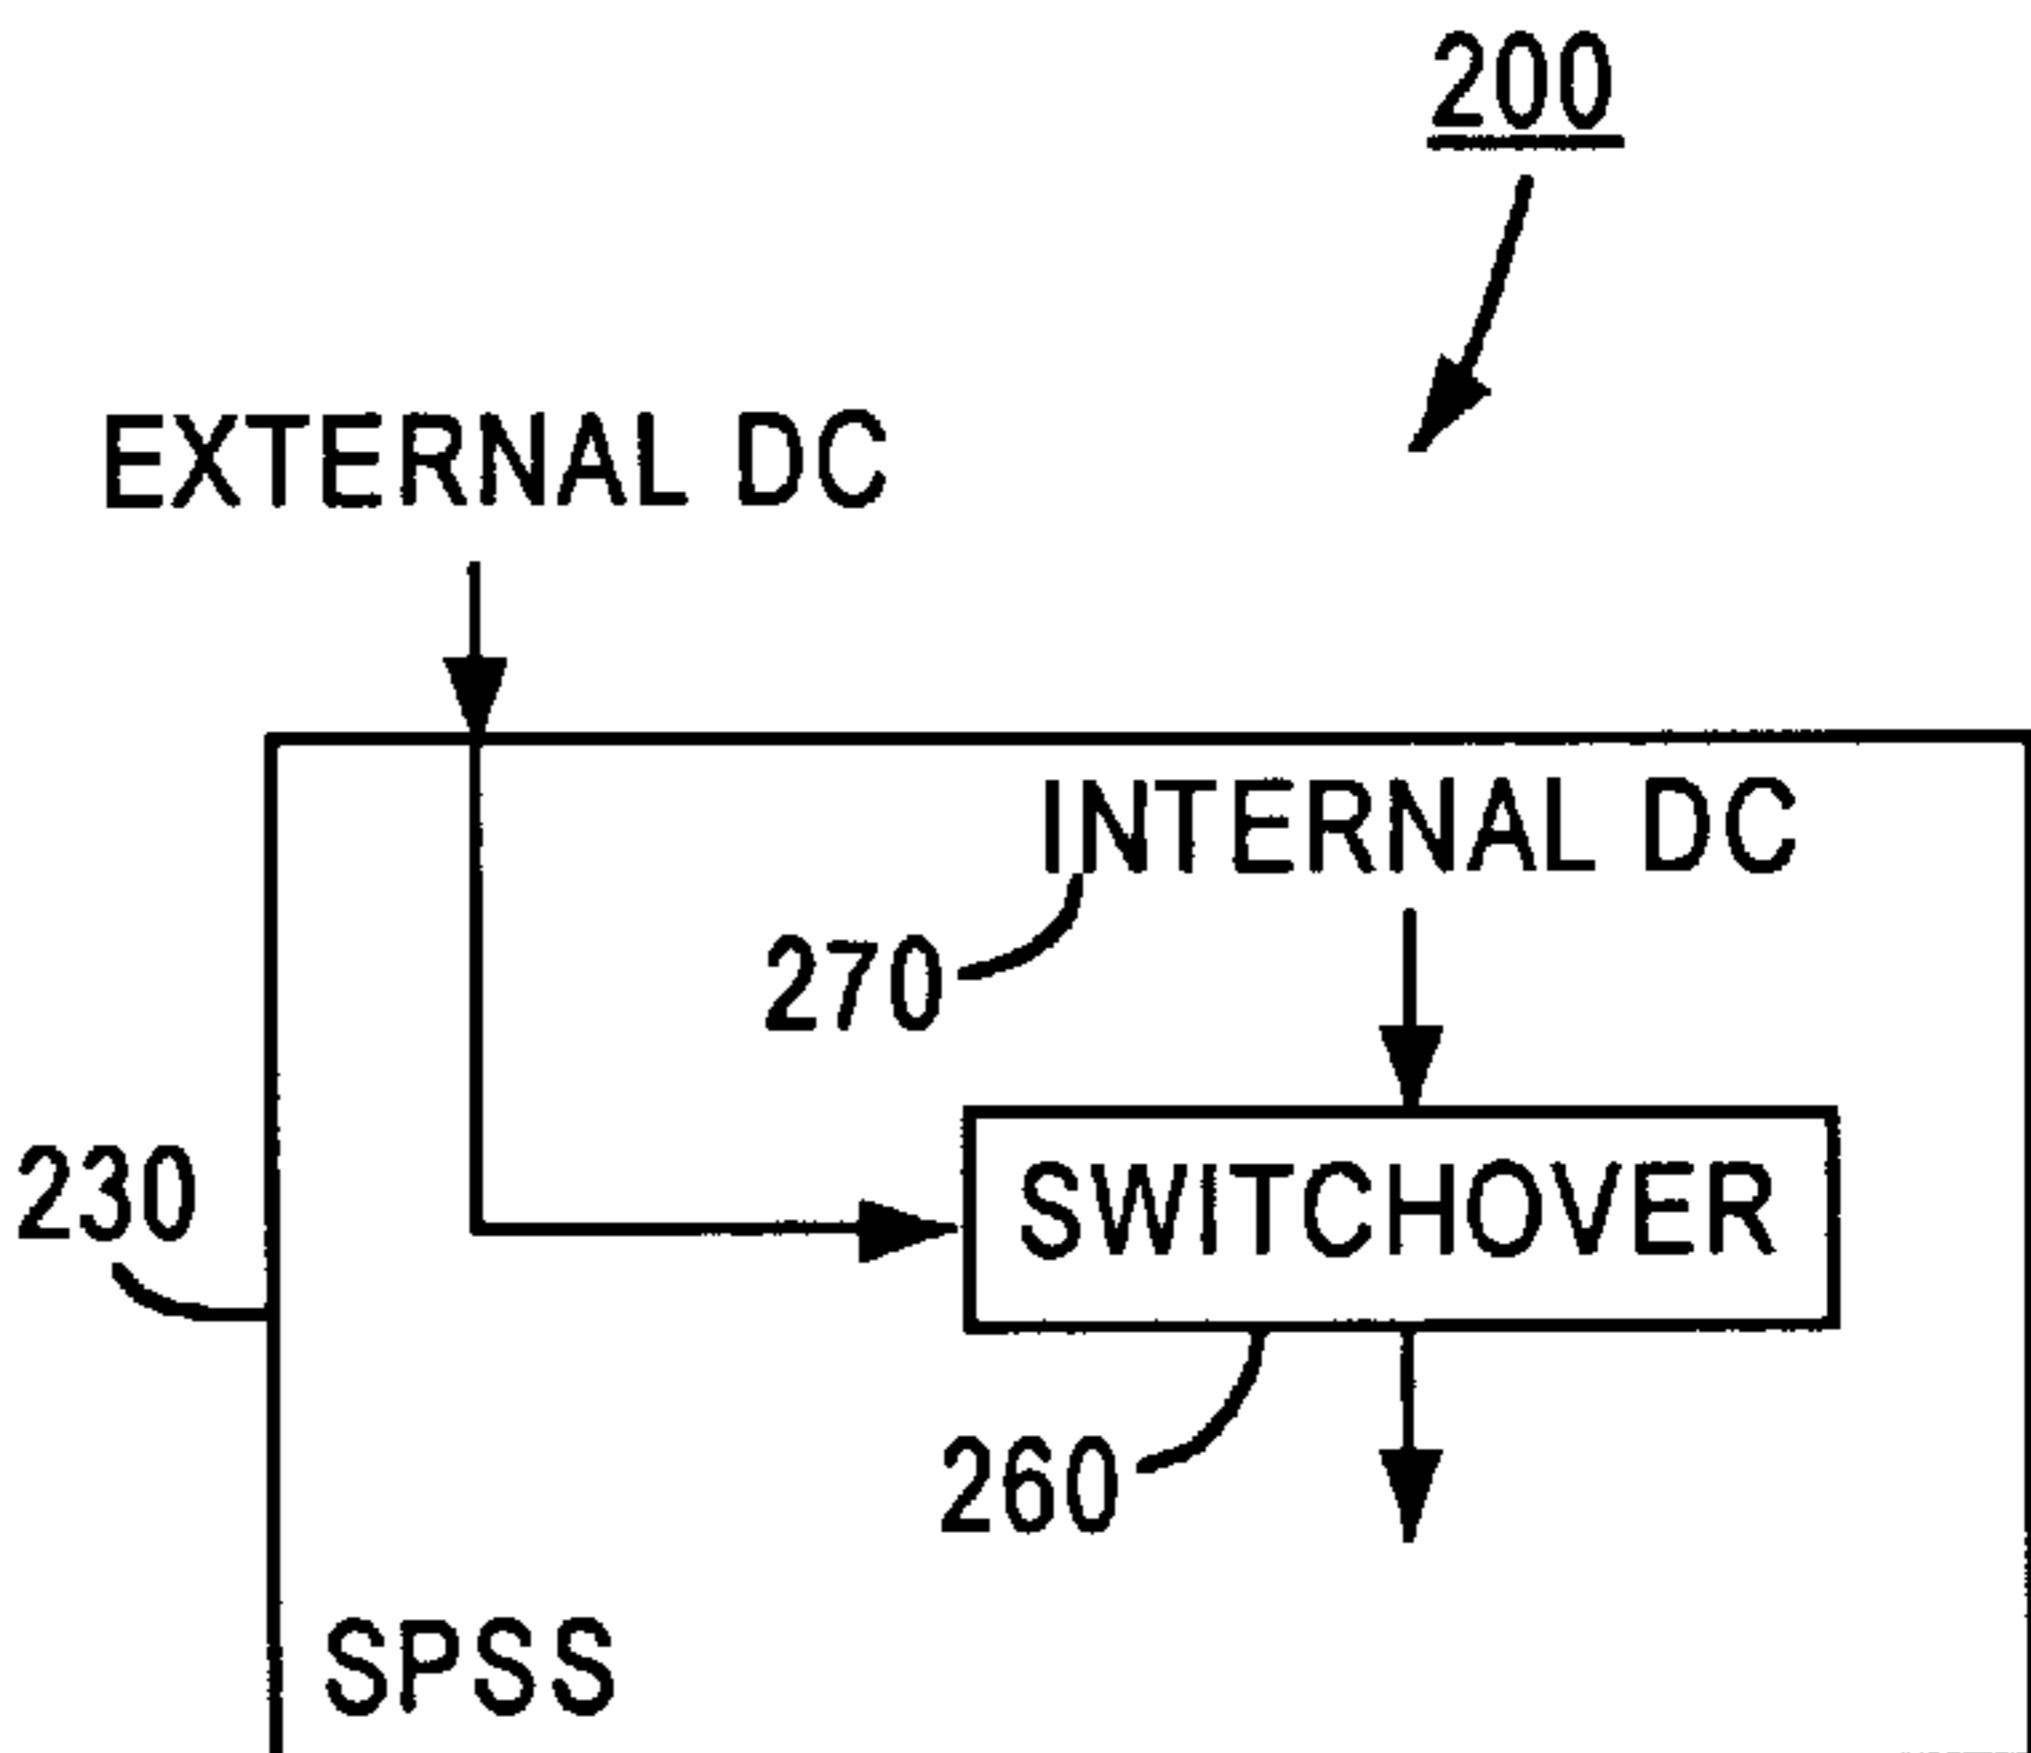 200
EXTERNAL DC
INTERNAL DC
270
230
SWITCHOVER
260
SPSS